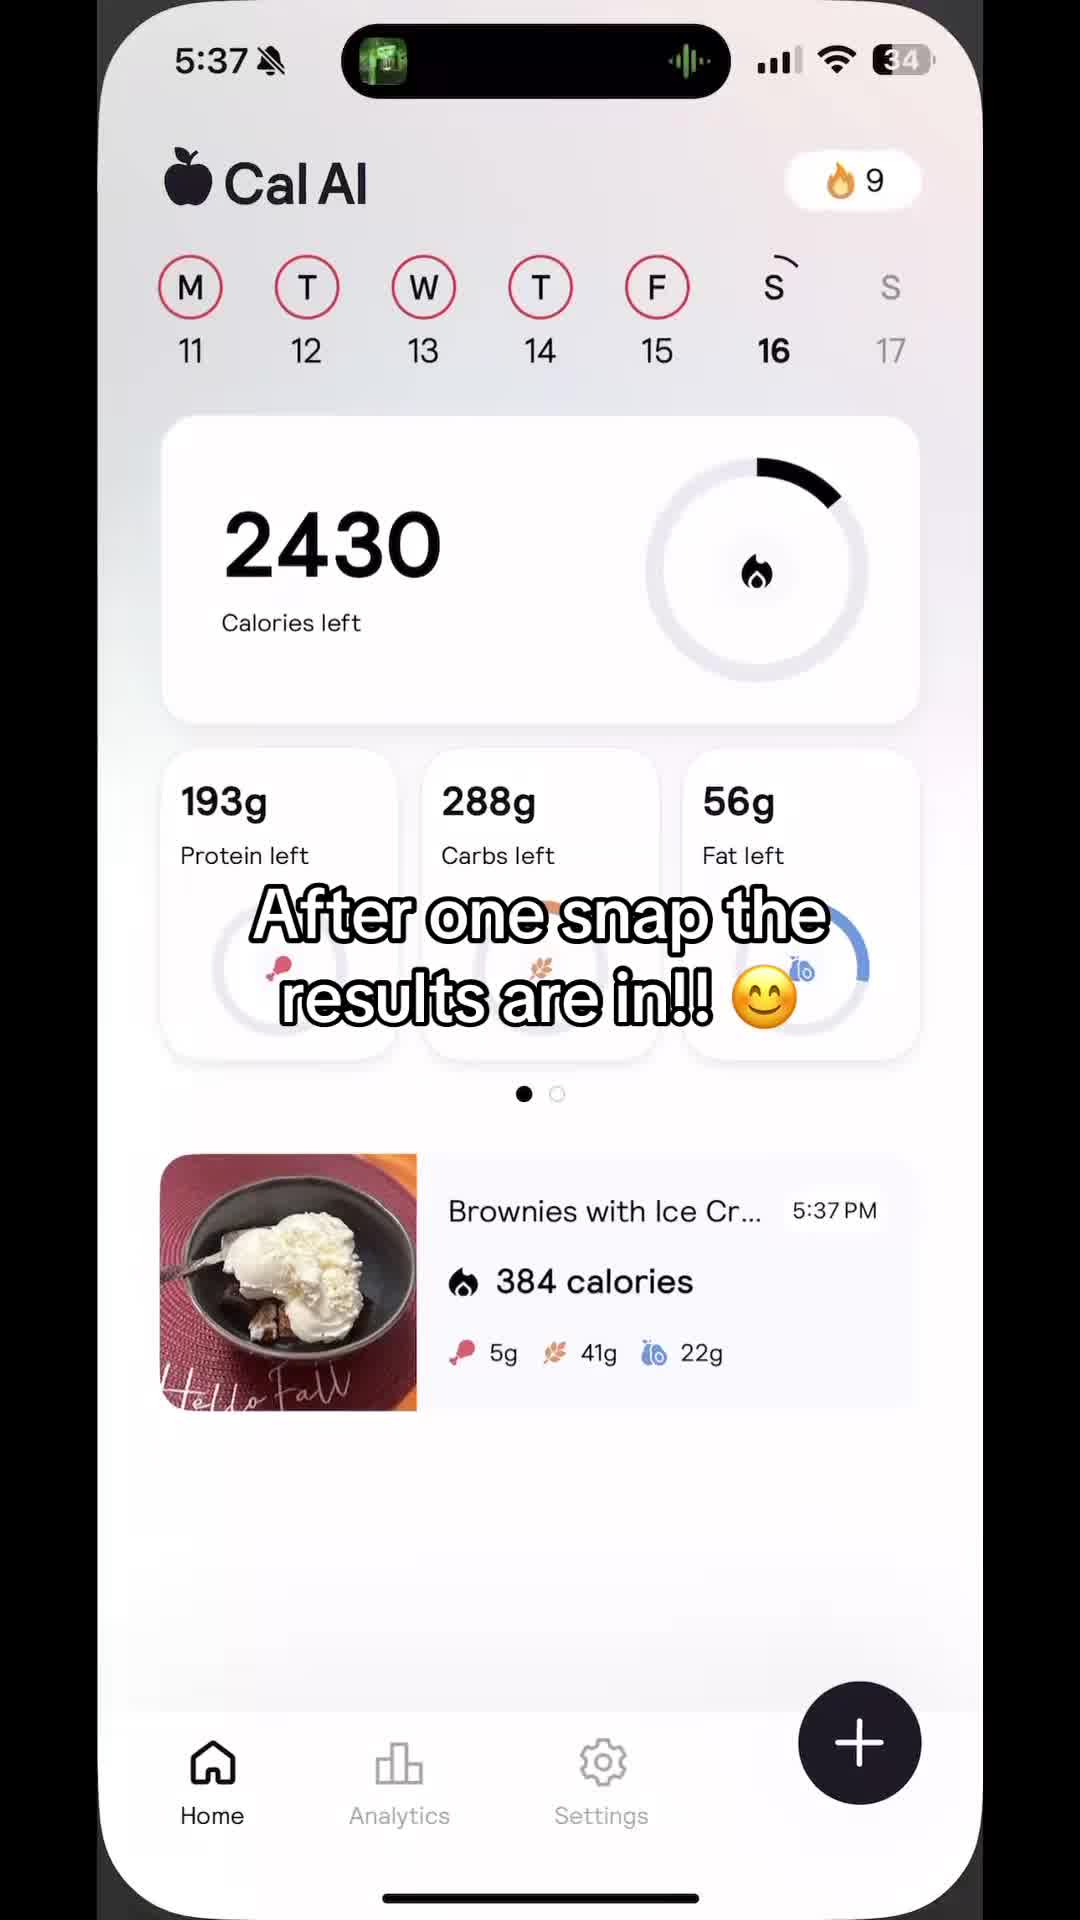 5:37
34
Cal AI
9
M T W T F S S
11 12 13 14 15 16 17
2430
Calories left
193g
Protein left
288g
Carbs left
56g
Fat left
After one snap the
results are in!! 😊
Brownies with Ice Cr...
5:37 PM
384 calories
5g 41g 22g
Hello Fall
Home
Analytics
Settings